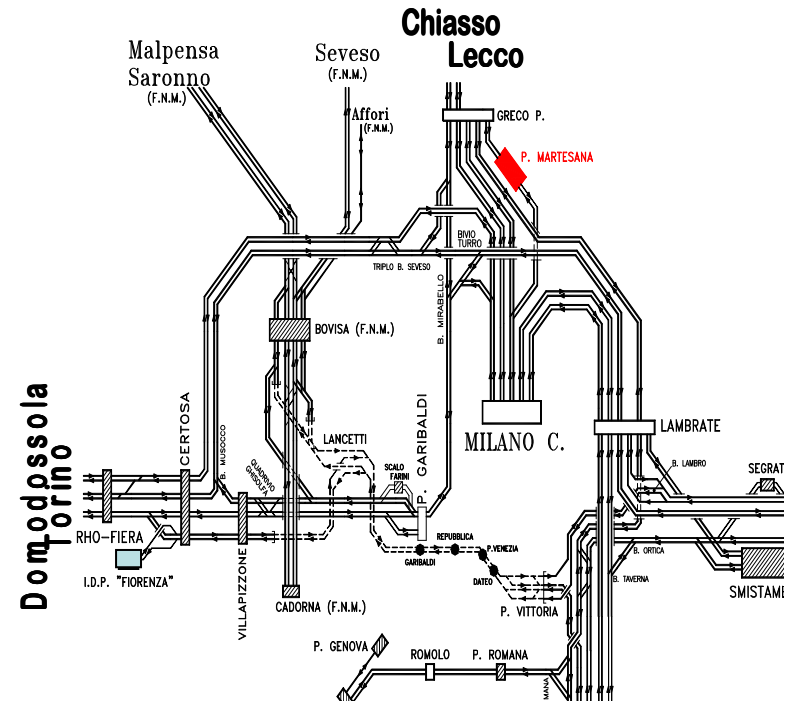 Chiasso
Lecco
Malpensa
Saronno
(F.N.M.)
Seveso
(F.N.M.)
Affori
(F.N.M.)
GRECO P.
P. MARTESANA
BIVIO
TURRO
TRIPLO B. SEVESO
B. MIRABELLO
BOVISA (F.N.M.)
Domodossola
Torino
CERTOSA
B. MUSOCCO
QUADRIVIO
GHISOLFA
LANCETTI
SCALO
FARINI
P. GARIBALDI
MILANO C.
LAMBRATE
B. LAMBRO
SEGRAT
RHO-FIERA
I.D.P. "FIORENZA"
VILLAPIZZONE
CADORNA (F.N.M.)
GARIBALDI
REPUBBLICA
P.VENEZIA
DATEO
P. VITTORIA
B. ORTICA
B. TAVERNA
SMISTAME
P. GENOVA
ROMOLO
P. ROMANA
MANA